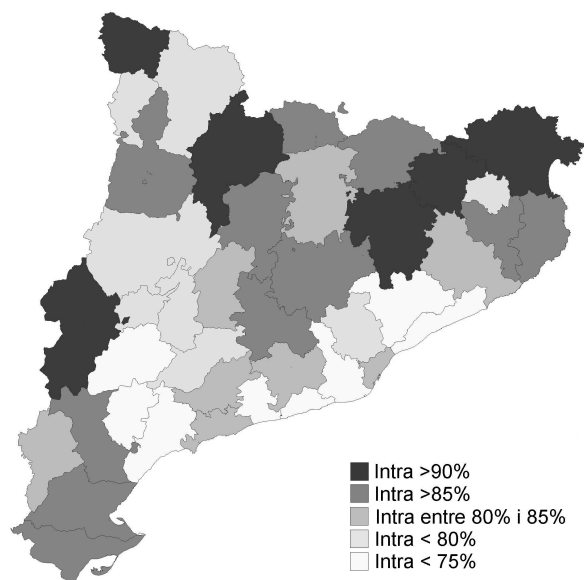 Intra >90%
Intra >85%
Intra entre 80% i 85%
Intra < 80%
Intra < 75%